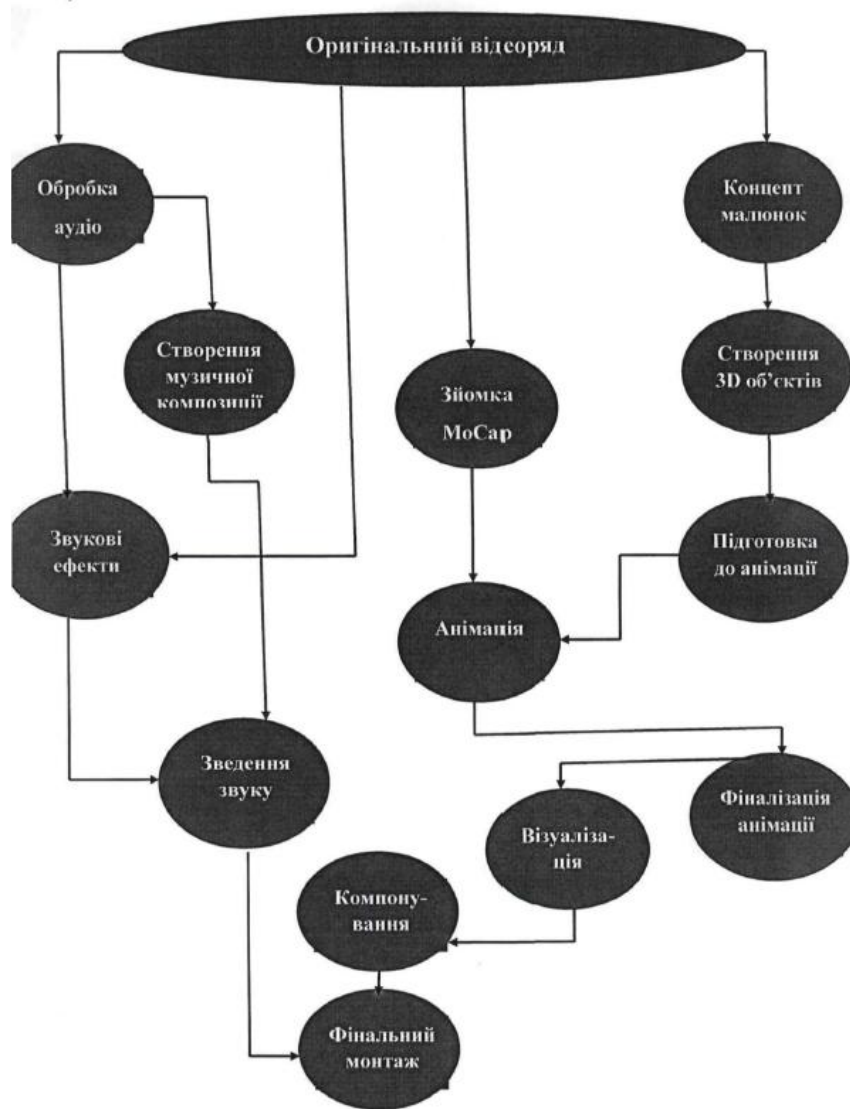 Оригінальний відеоряд
Обробка
аудіо
Концепт
малюнок
Створення
музичної
композиції
Зйомка
MoCap
Створення
3D об’єктів
Звукові
ефекти
Підготовка
до анімації
Анімація
Зведення
звуку
Візуаліза-
ція
Фіналізація
анімації
Компону-
вання
Фінальний
монтаж